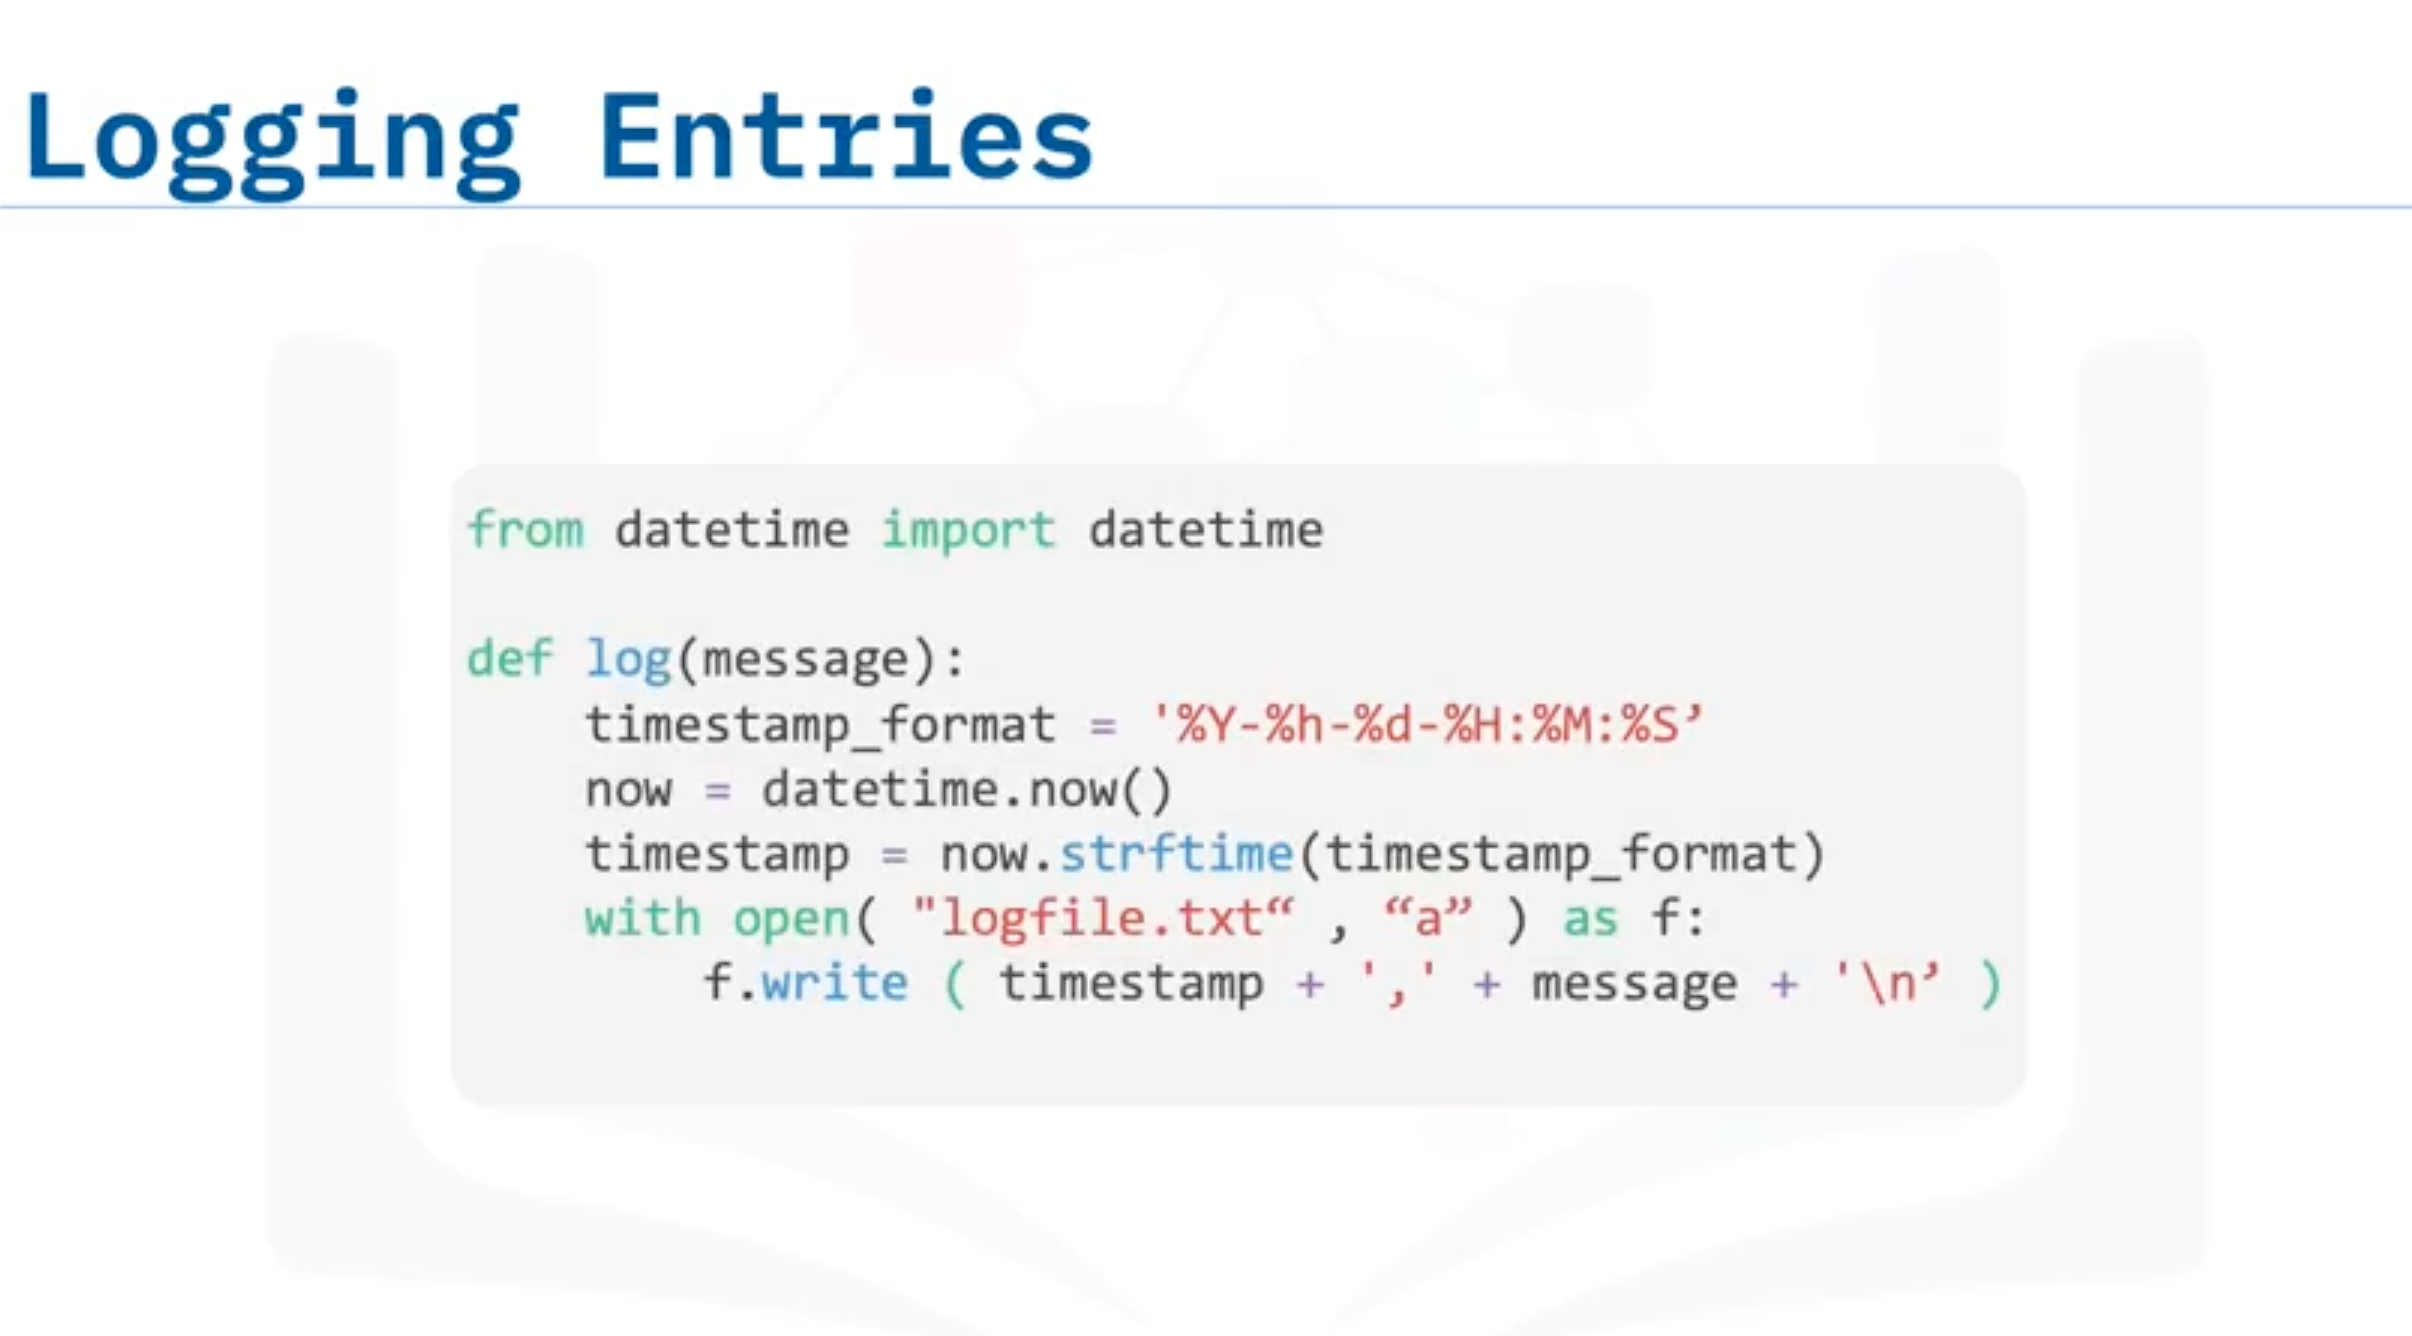 Logging Entries
from datetime import datetime
def log(message):
    timestamp_format = '%Y-%h-%d-%H:%M:%S’
    now = datetime.now()
    timestamp = now.strftime(timestamp_format)
    with open( "logfile.txt“ , “a” ) as f:
        f.write ( timestamp + ',' + message + '\n’ )